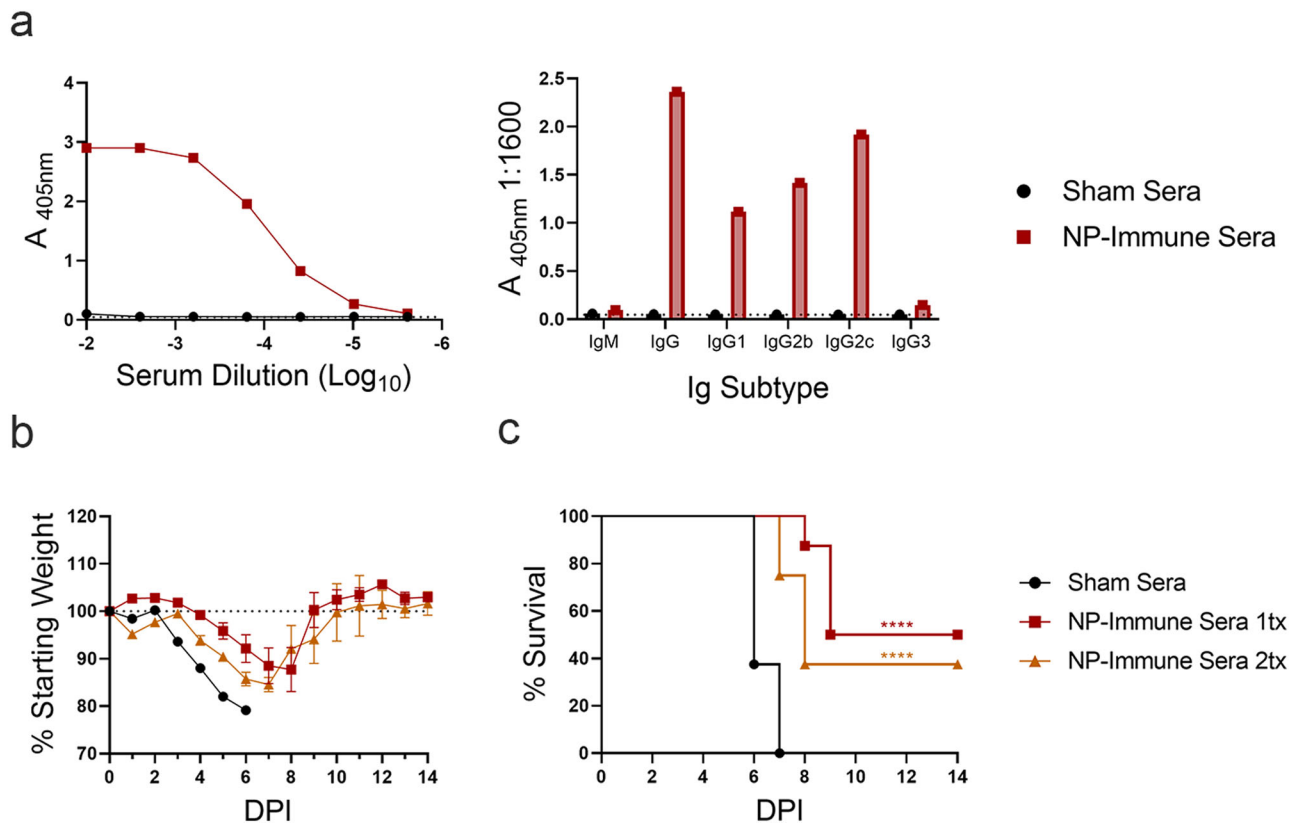 a
4
3
2
1
0
-2
-3
-4
-5
-6
A 405nm
Serum Dilution (Log10)
2.5
2.0
1.5
1.0
0.5
0.0
IgM IgG IgG1 IgG2b IgG2c IgG3
A 405nm 1:1600
Ig Subtype
Sham Sera
NP-Immune Sera
b
120
110
100
90
80
70
0 2 4 6 8 10 12 14
% Starting Weight
DPI
c
100
80
60
40
20
0
0 2 4 6 8 10 12 14
% Survival
DPI
****
****
Sham Sera
NP-Immune Sera 1tx
NP-Immune Sera 2tx